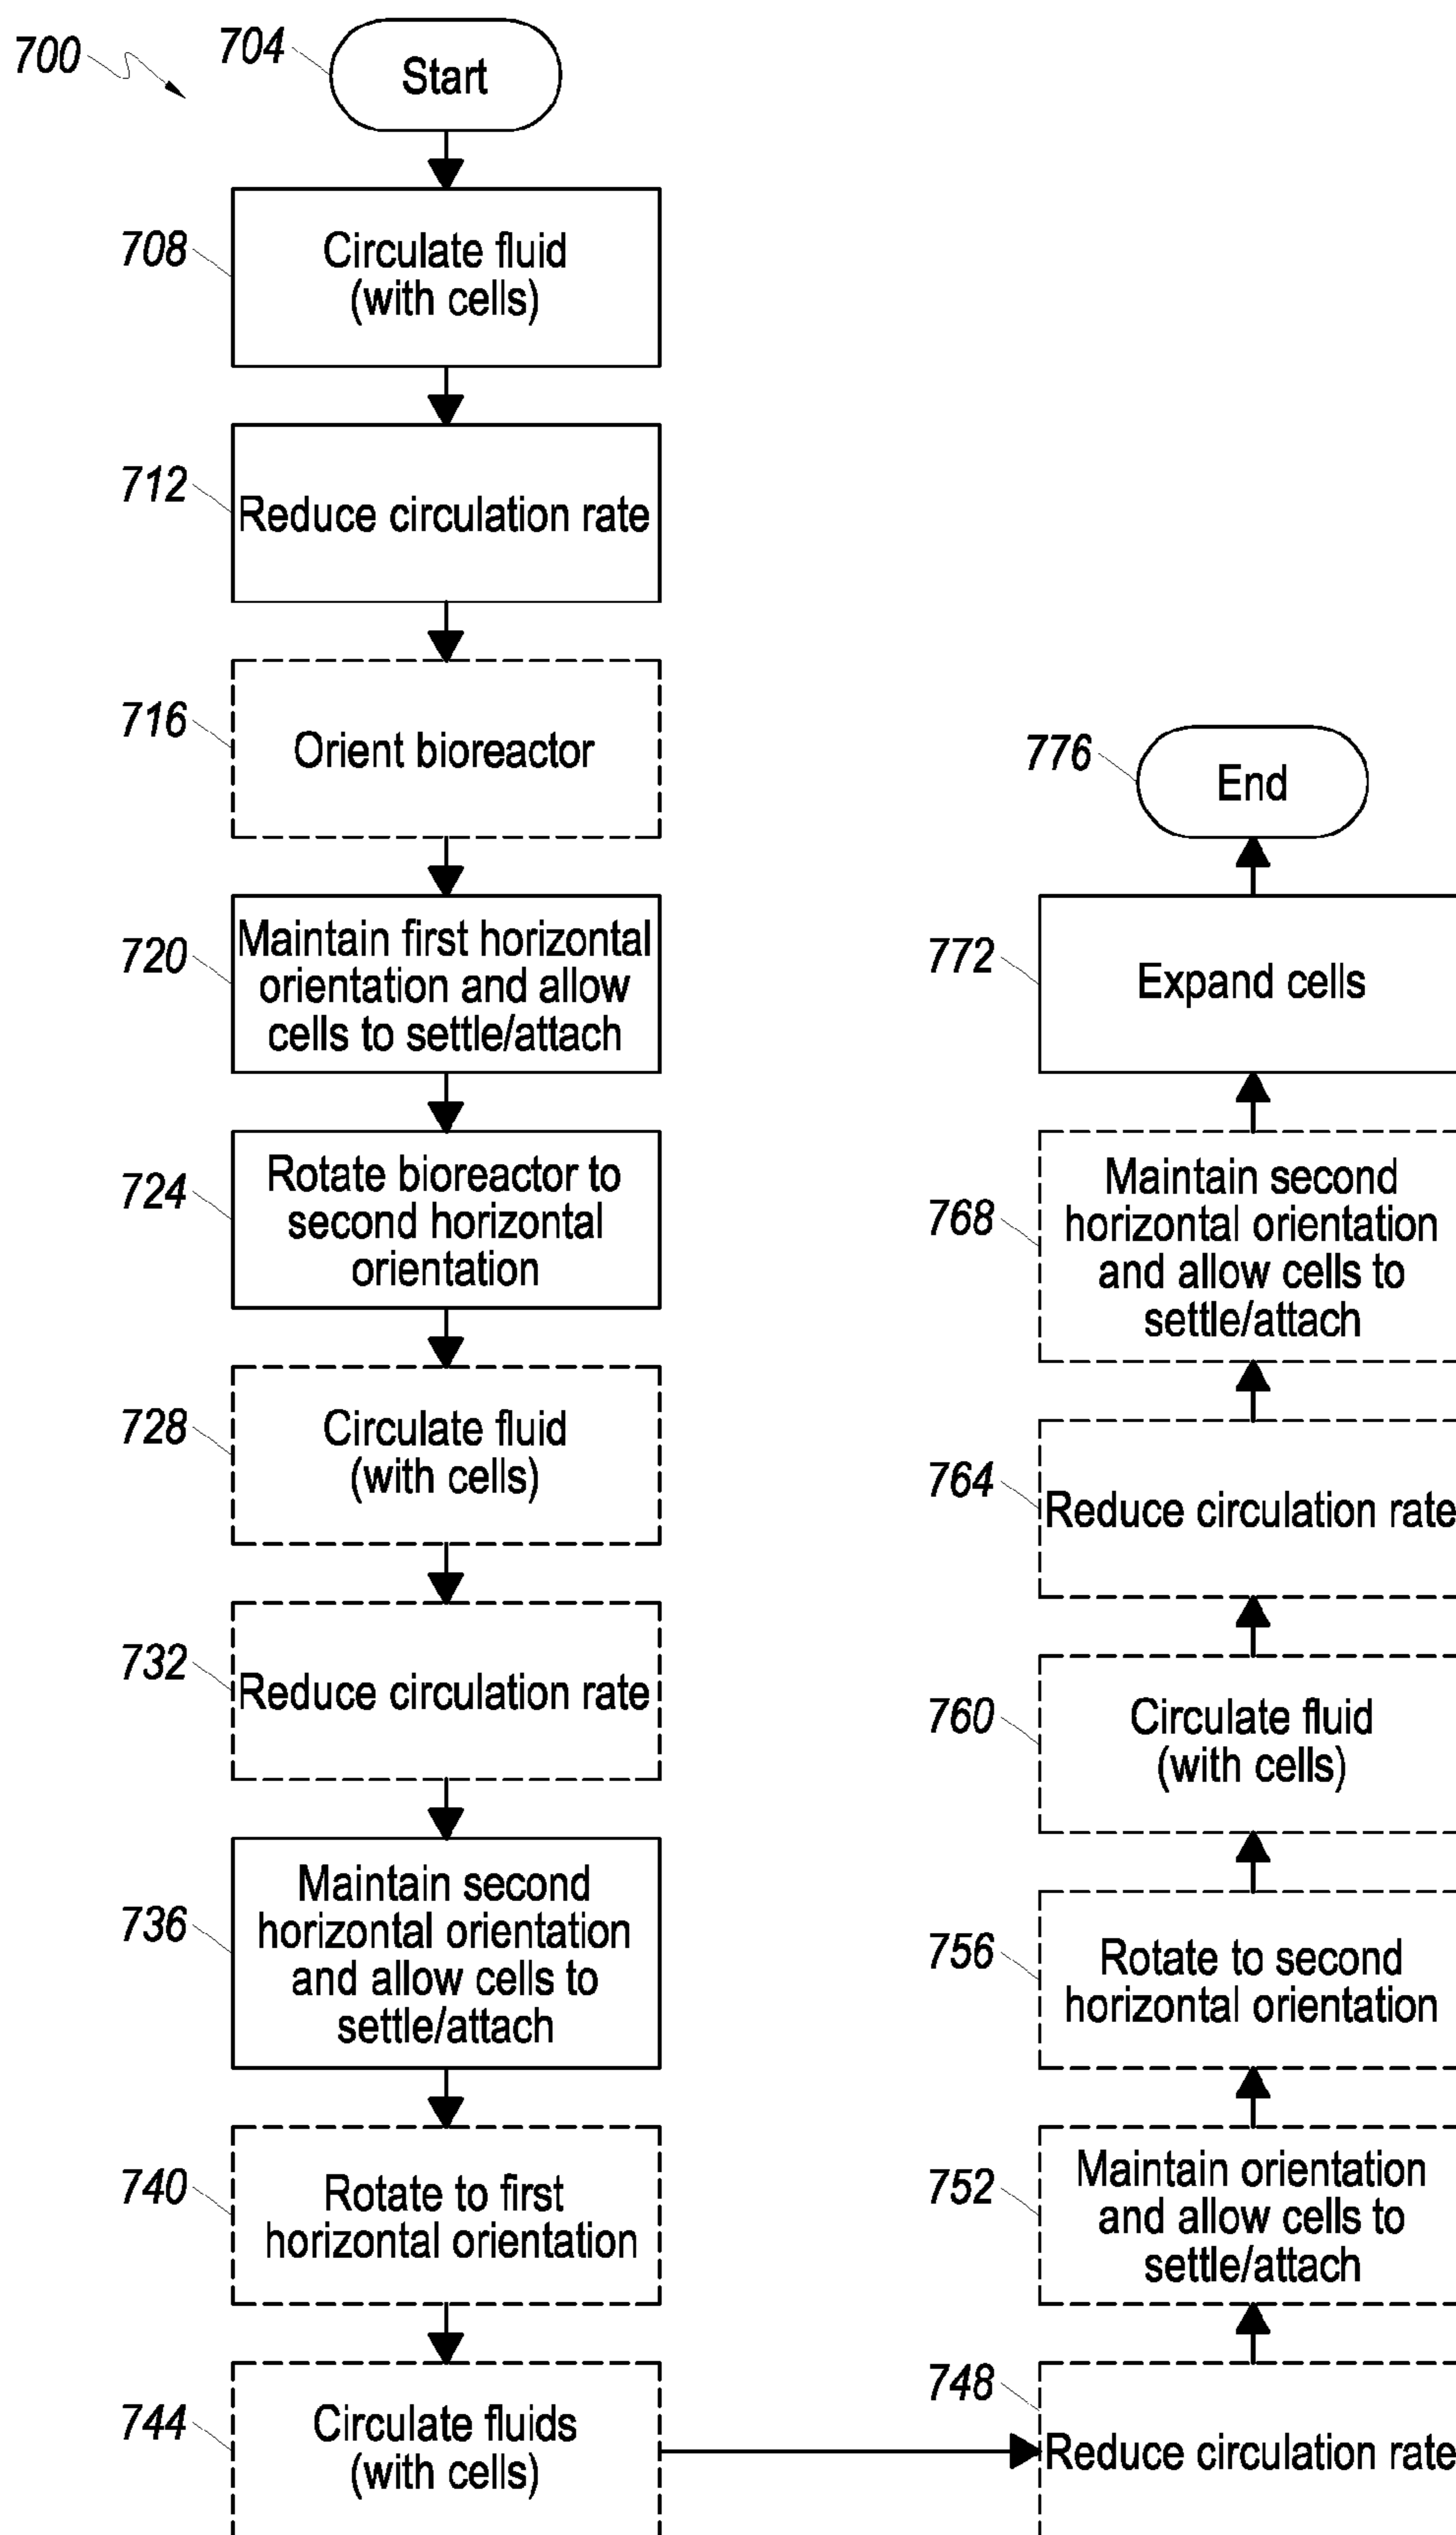 700
704
Start
708
Circulate fluid
(with cells)
712
Reduce circulation rate
716
Orient bioreactor
720
Maintain first horizontal
orientation and allow
cells to settle/attach
724
Rotate bioreactor to
second horizontal
orientation
728
Circulate fluid
(with cells)
732
Reduce circulation rate
736
Maintain second
horizontal orientation
and allow cells to
settle/attach
740
Rotate to first
horizontal orientation
744
Circulate fluids
(with cells)
748
Reduce circulation rate
752
Maintain orientation
and allow cells to
settle/attach
756
Rotate to second
horizontal orientation
760
Circulate fluid
(with cells)
764
Reduce circulation rate
768
Maintain second
horizontal orientation
and allow cells to
settle/attach
772
Expand cells
776
End